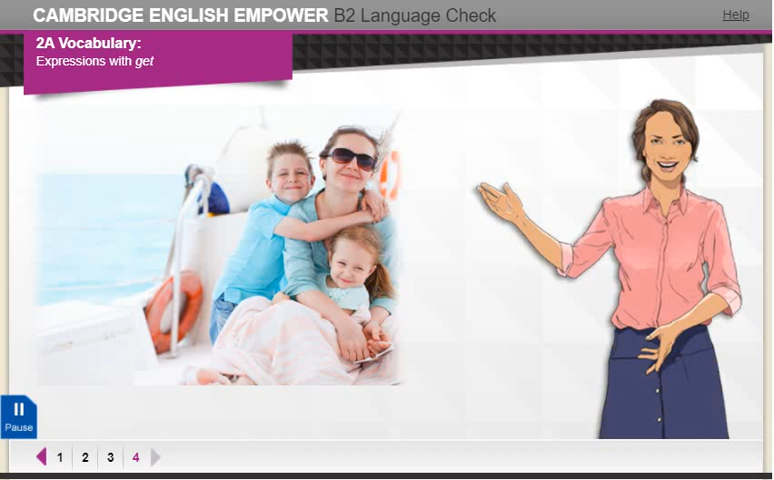 CAMBRIDGE ENGLISH EMPOWER B2 Language Check
Help
2A Vocabulary:
Expressions with get
Pause
1 2 3 4